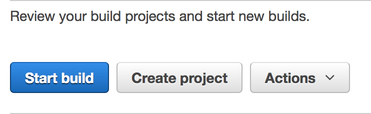 Review your build projects and start new builds.
Start build
Create project
Actions